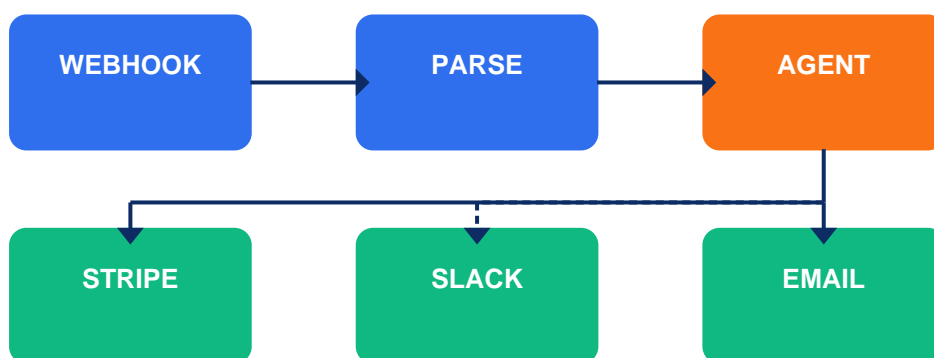 WEBHOOK
PARSE
AGENT
STRIPE
SLACK
EMAIL